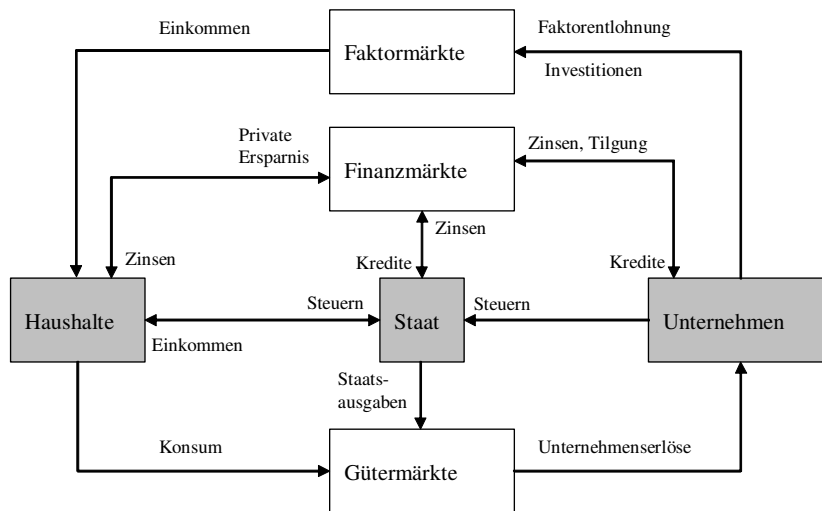 Einkommen
Faktormärkte
Faktorentlohnung
Investitionen
Private
Ersparnis
Finanzmärkte
Zinsen, Tilgung
Zinsen
Zinsen
Kredite
Kredite
Haushalte
Steuern
Staat
Steuern
Unternehmen
Einkommen
Staats-
ausgaben
Konsum
Gütermärkte
Unternehmenserlöse